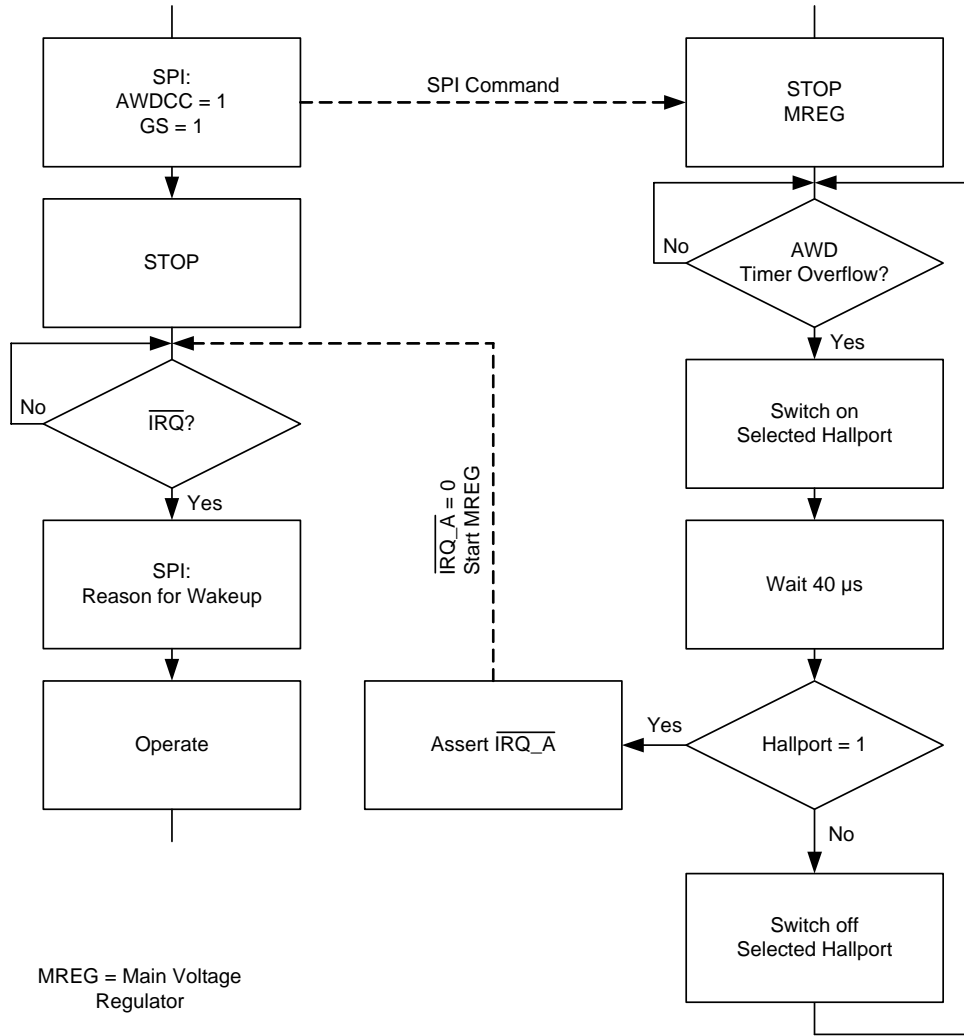 SPI:
AWDCC = 1
GS = 1
SPI Command
STOP
MREG
STOP
No
AWD
Timer Overflow?
Yes
No
IRQ?
Yes
Switch on
Selected Hallport
IRQ_A = 0
Start MREG
SPI:
Reason for Wakeup
Wait 40 µs
Operate
Assert IRQ_A
Yes
Hallport = 1
No
Switch off
Selected Hallport
MREG = Main Voltage
Regulator